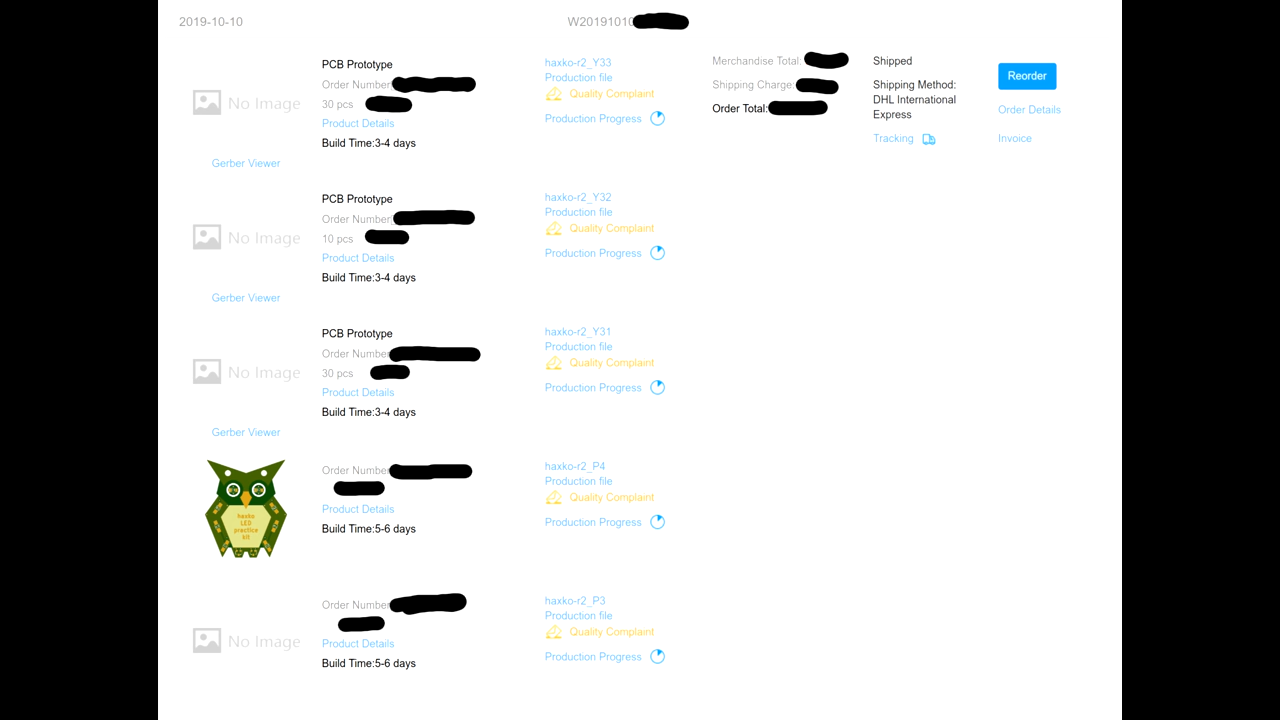 2019-10-10
W20191010
PCB Prototype
Order Number
30 pcs
Product Details
Build Time:3-4 days
No Image
Gerber Viewer
haxko-r2_Y33
Production file
Quality Complaint
Production Progress
Merchandise Total:
Shipping Charge:
Order Total:
Shipped
Shipping Method:
DHL International
Express
Tracking
Reorder
Order Details
Invoice
PCB Prototype
Order Number
10 pcs
Product Details
Build Time:3-4 days
No Image
Gerber Viewer
haxko-r2_Y32
Production file
Quality Complaint
Production Progress
PCB Prototype
Order Number
30 pcs
Product Details
Build Time:3-4 days
No Image
Gerber Viewer
haxko-r2_Y31
Production file
Quality Complaint
Production Progress
haxko
LED
practice
kit
Order Number
Product Details
Build Time:5-6 days
haxko-r2_P4
Production file
Quality Complaint
Production Progress
No Image
Order Number
Product Details
Build Time:5-6 days
haxko-r2_P3
Production file
Quality Complaint
Production Progress